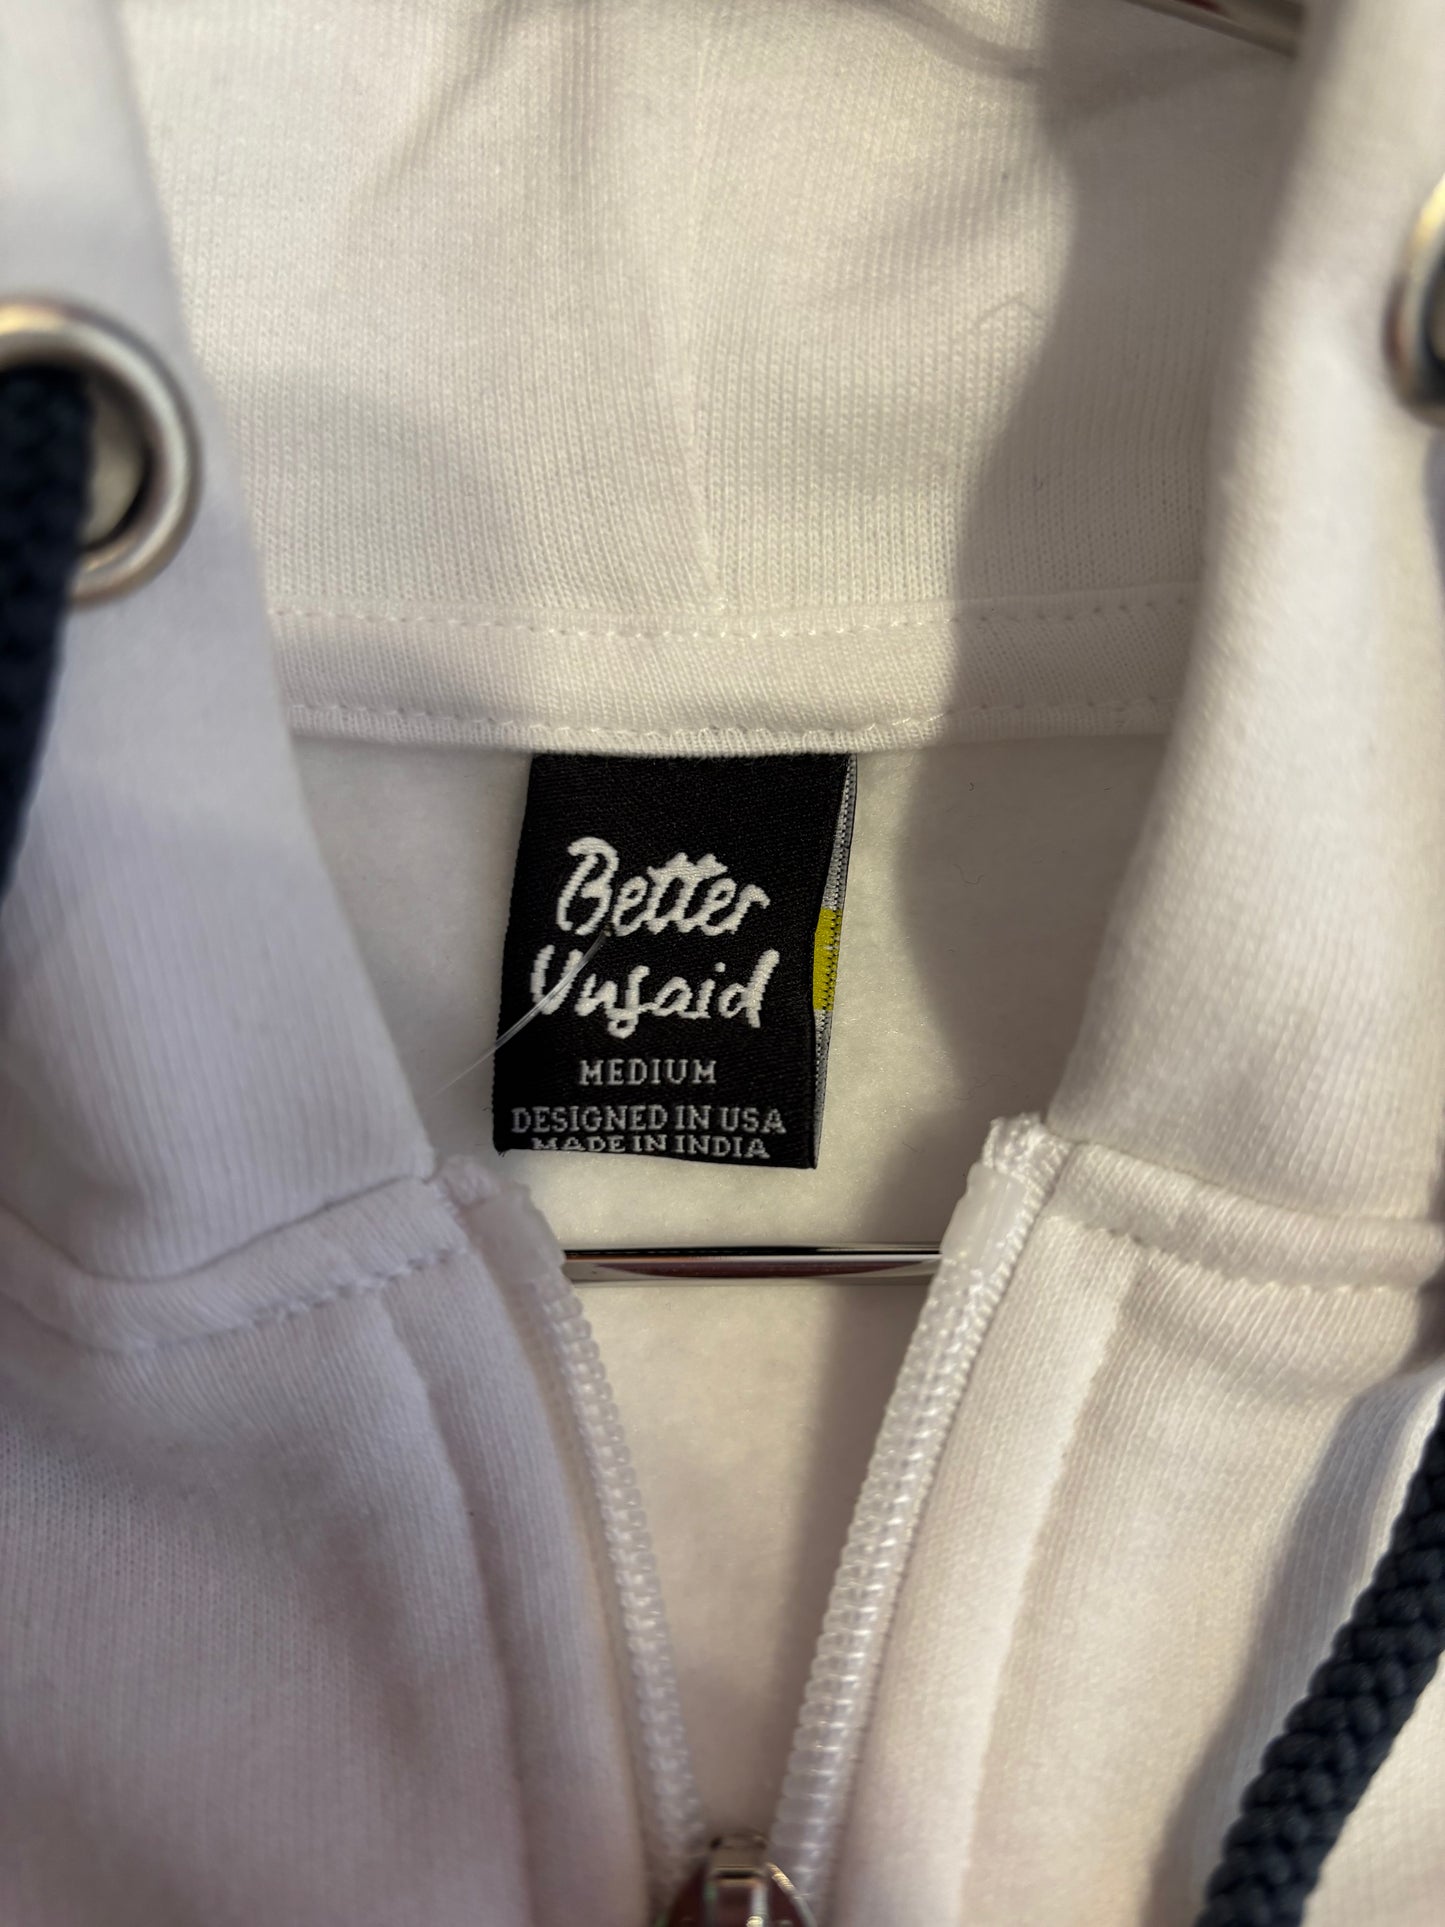 Better
Unsaid
MEDIUM
DESIGNED IN USA
MADE IN INDIA